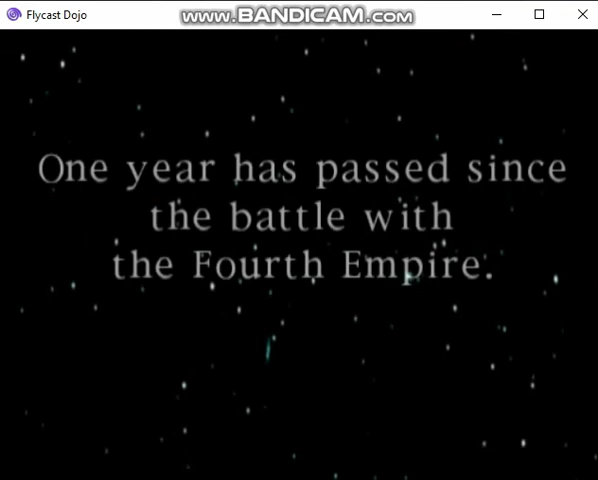 Flycast Dojo
www.BANDICAM.com
One year has passed since
the battle with
the Fourth Empire.